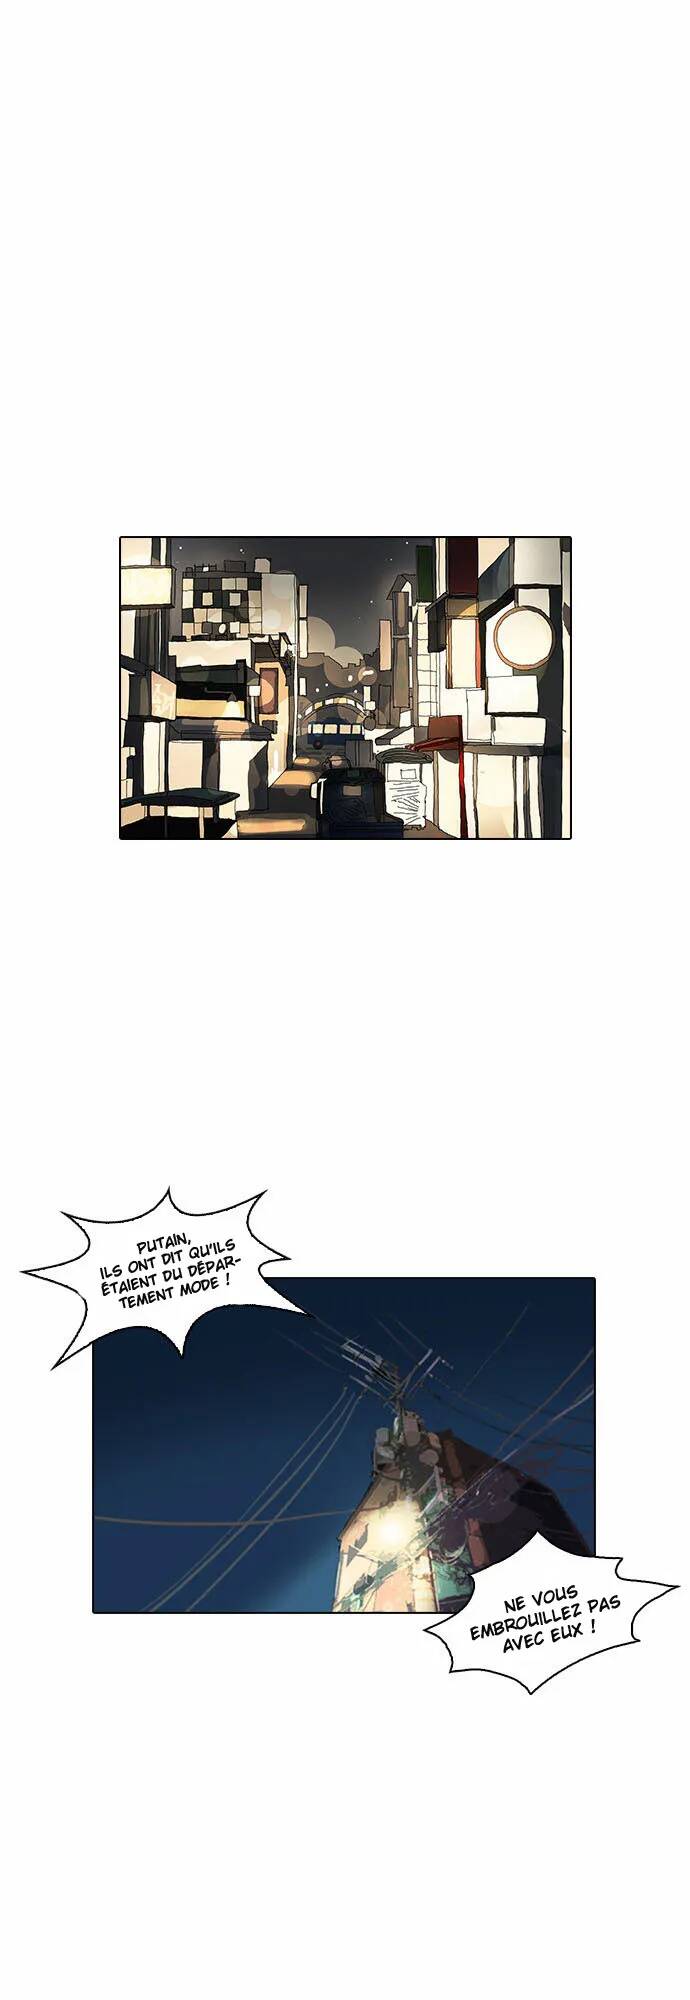 PUTAIN,
ILS ONT DIT QU'ILS
ÉTAIENT DU DÉPAR-
TEMENT MODE !
NE VOUS
EMBROUILLEZ PAS
AVEC EUX !